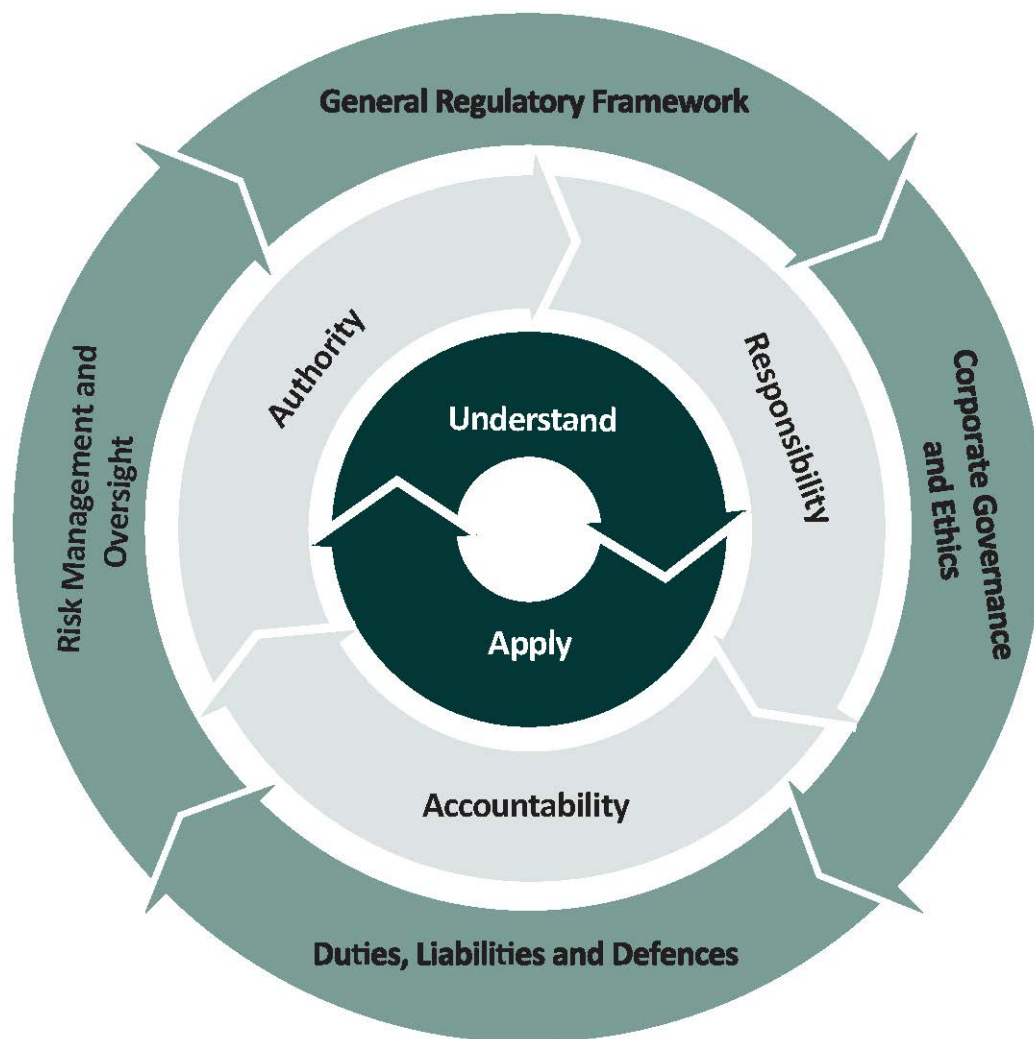 General Regulatory Framework
Authority
Responsibility
Understand
Risk Management and
Oversight
Corporate Governance
and Ethics
Apply
Accountability
Duties, Liabilities and Defences